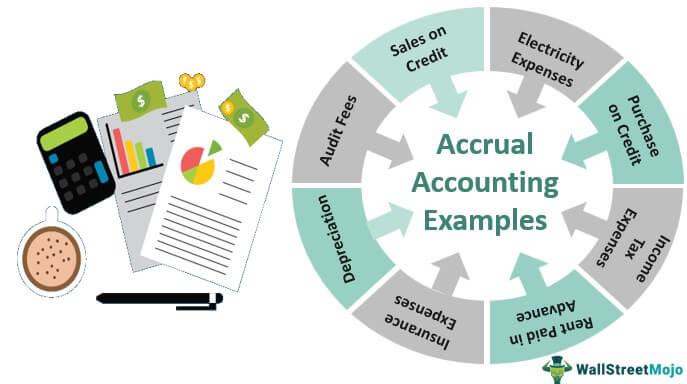 Sales on
Credit
Electricity
Expenses
Purchase
on Credit
Income
Tax
Expenses
Rent Paid in
Advance
Insurance
Expenses
Depreciation
Audit Fees
Accrual
Accounting
Examples
$
$
$
$
WallStreetMojo